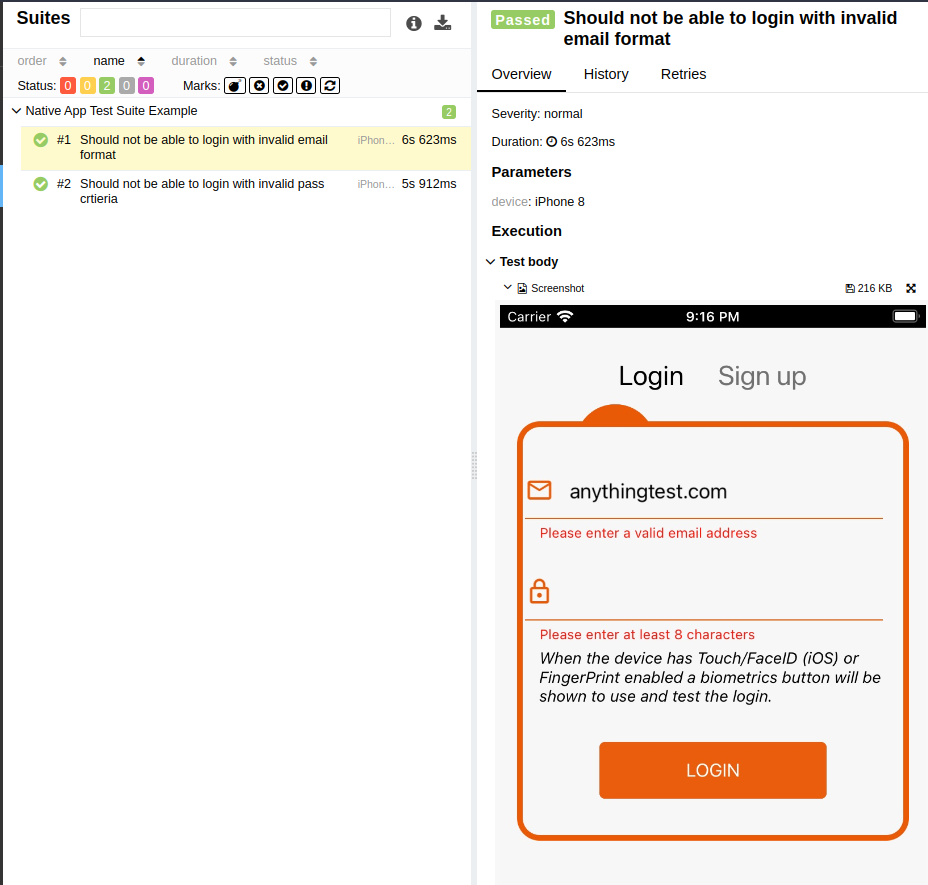 Suites
order name duration status
Status: 0 0 2 0 0 Marks:
Native App Test Suite Example 2
#1 Should not be able to login with invalid email format iPhon... 6s 623ms
#2 Should not be able to login with invalid pass crtieria iPhon... 5s 912ms
Passed Should not be able to login with invalid
email format
Overview History Retries
Severity: normal
Duration: 6s 623ms
Parameters
device: iPhone 8
Execution
Test body
Screenshot 216 KB
Carrier 9:16 PM
Login Sign up
anythingtest.com
Please enter a valid email address
Please enter at least 8 characters
When the device has Touch/FaceID (iOS) or
FingerPrint enabled a biometrics button will be
shown to use and test the login.
LOGIN